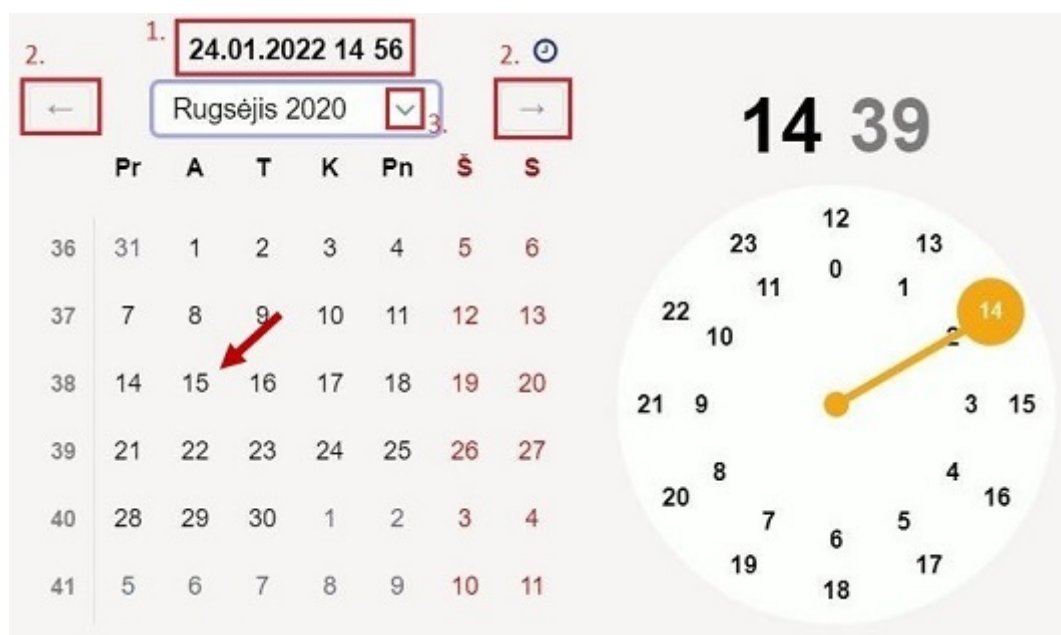 1.
24.01.2022 14 56
2.
2.
←
Rugsėjis 2020
3.
→
Pr A T K Pn Š S
36 31 1 2 3 4 5 6
37 7 8 9 10 11 12 13
38 14 15 16 17 18 19 20
39 21 22 23 24 25 26 27
40 28 29 30 1 2 3 4
41 5 6 7 8 9 10 11
14 39
12
23 13
0
11 1
22 14
10 2
21 9 3 15
8 4
20 16
7 5
6
19 17
18